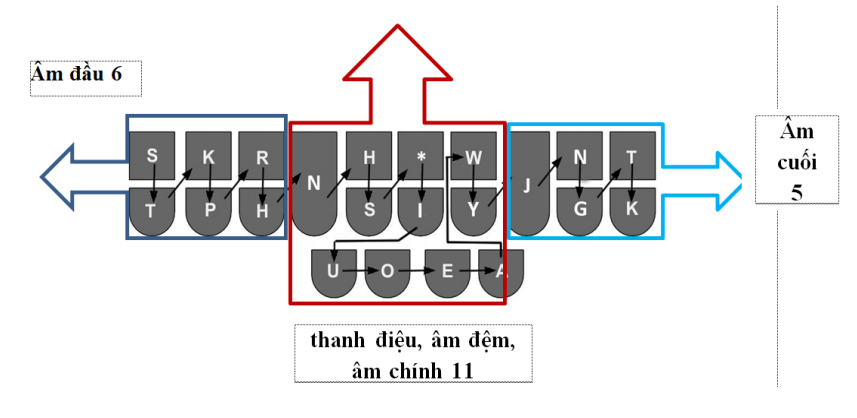 Âm đầu 6
S K R N H * W J N T
T P H S I Y G K
U O E A
Âm
cuối
5
thanh điệu, âm đệm,
âm chính 11